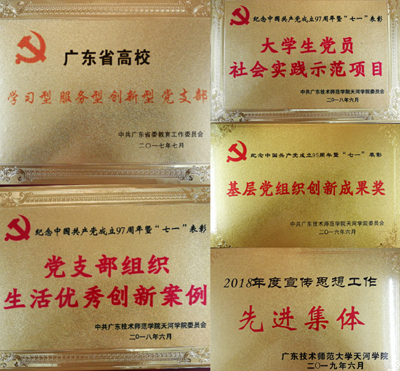 广东省高校
学习型 服务型 创新型 党支部
中共广东省委教育工作委员会
二〇一七年七月
纪念中国共产党成立97周年暨“七一”表彰
大学生党员
社会实践示范项目
中共广东技术师范学院天河学院委员会
二〇一八年六月
纪念中国共产党成立95周年暨“七一”表彰
基层党组织创新成果奖
中共广东技术师范学院天河学院委员会
二〇一六年六月
纪念中国共产党成立97周年暨“七一”表彰
党支部组织
生活优秀创新案例
中共广东技术师范学院天河学院委员会
二〇一八年六月
2018年度宣传思想工作
先进集体
广东技术师范大学天河学院
二〇一九年六月